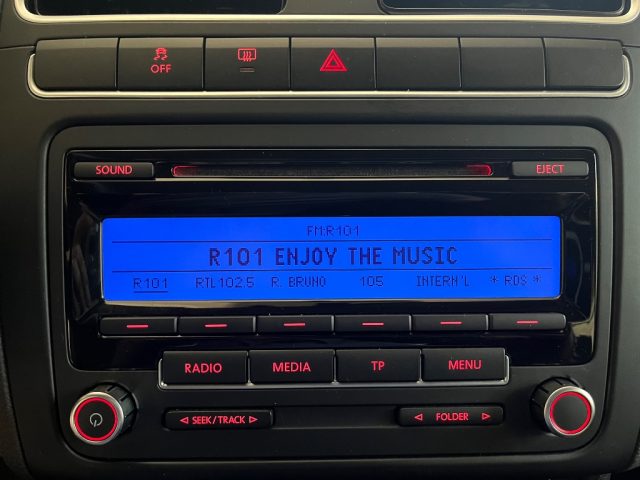 OFF
SOUND
EJECT
FM:R101
R101 ENJOY THE MUSIC
R101 RTL102.5 R. BRUNO 105 INTERN'L * RDS *
RADIO MEDIA TP MENU
SEEK/TRACK FOLDER